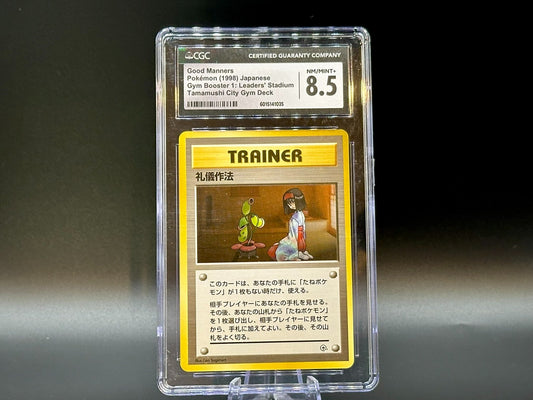 CGC
CERTIFIED GUARANTY COMPANY
Good Manners
Pokémon (1998) Japanese
Gym Booster 1: Leaders' Stadium
Tamamushi City Gym Deck
NM/MINT+
8.5
6015141035
TRAINER
礼儀作法
このカードは、あなたの手札に「たねポケ
モン」が1枚もない時だけ、使える。
相手プレイヤーにあなたの手札を見せる。
その後、あなたの山札から「たねポケモン」
を1枚選び出し、相手プレイヤーに見せて
から、手札に加えてよい。その後、その山
札をよく切る。
Illus. Ken Sugimori